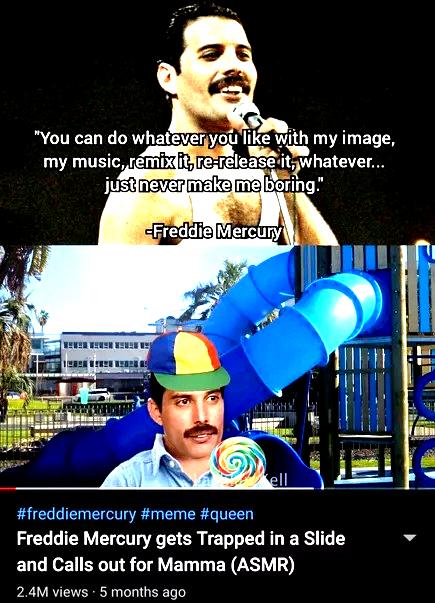 "You can do whatever you like with my image,
my music, remix it, re-release it, whatever...
just never make me boring."
-Freddie Mercury
#freddiemercury #meme #queen
Freddie Mercury gets Trapped in a Slide
and Calls out for Mamma (ASMR)
2.4M views · 5 months ago